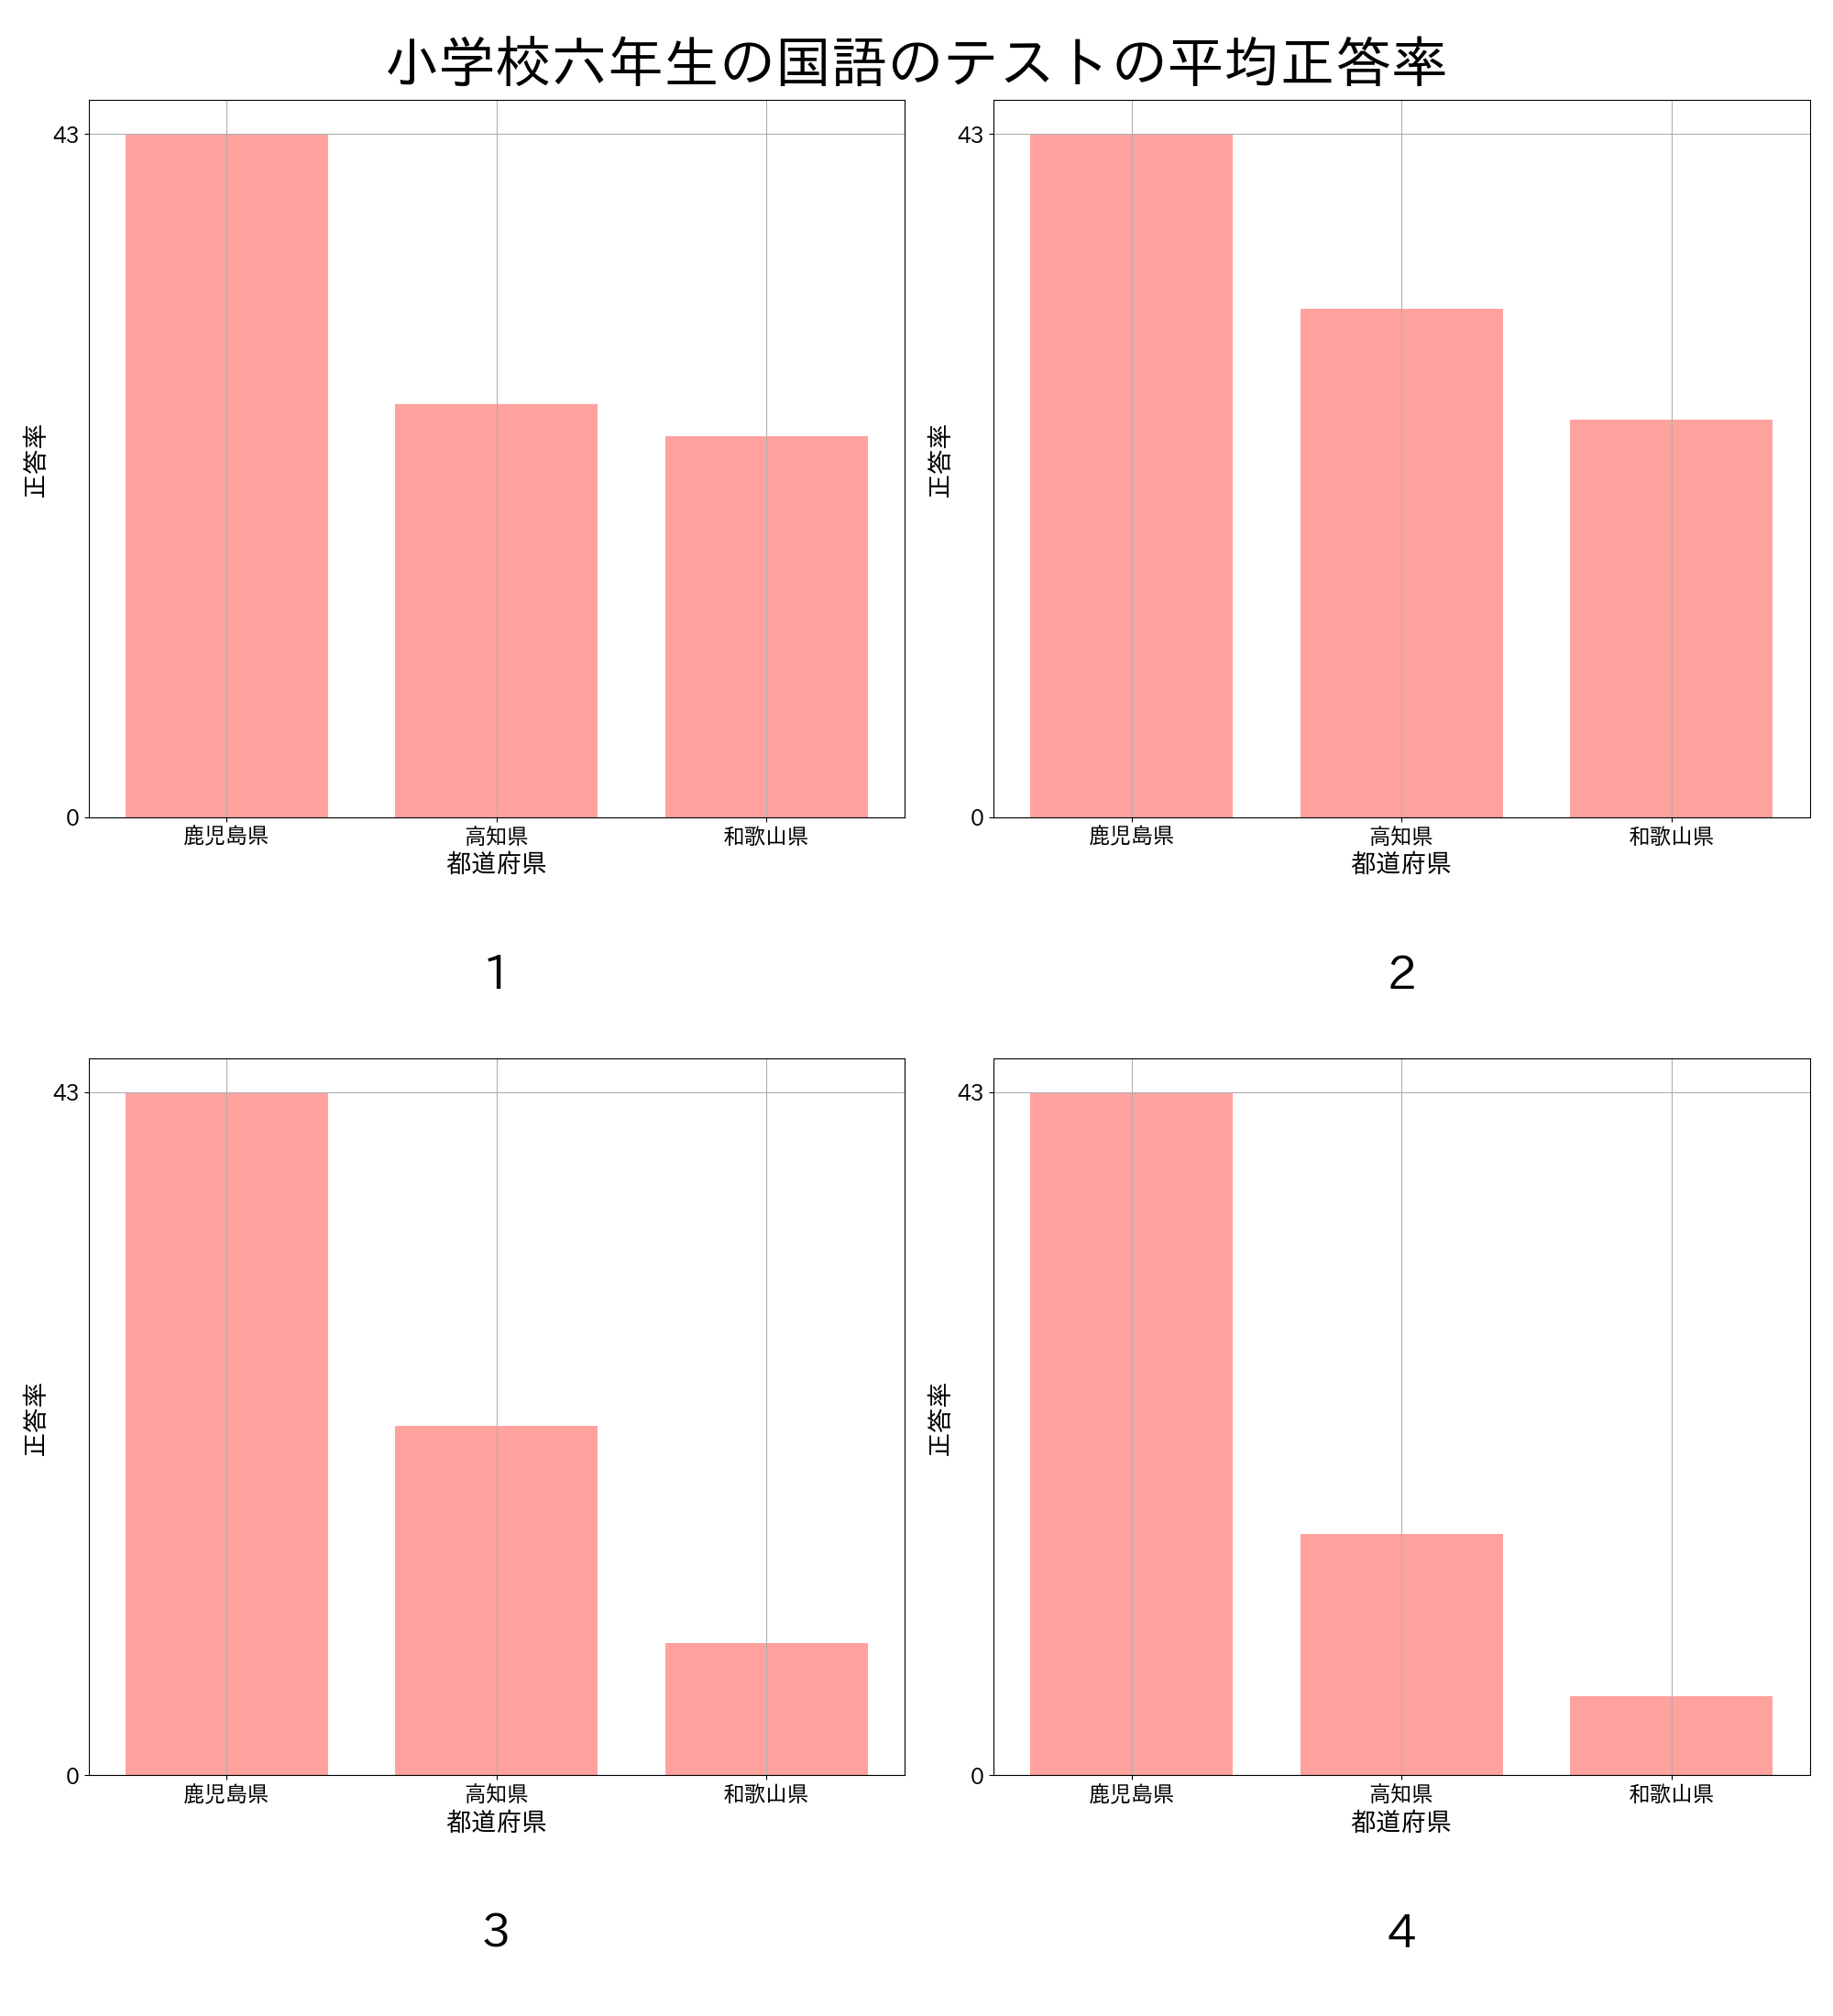 小学校六年生の国語のテストの平均正答率
43
0
正答率
鹿児島県 高知県 和歌山県
都道府県
1
43
0
正答率
鹿児島県 高知県 和歌山県
都道府県
2
43
0
正答率
鹿児島県 高知県 和歌山県
都道府県
3
43
0
正答率
鹿児島県 高知県 和歌山県
都道府県
4